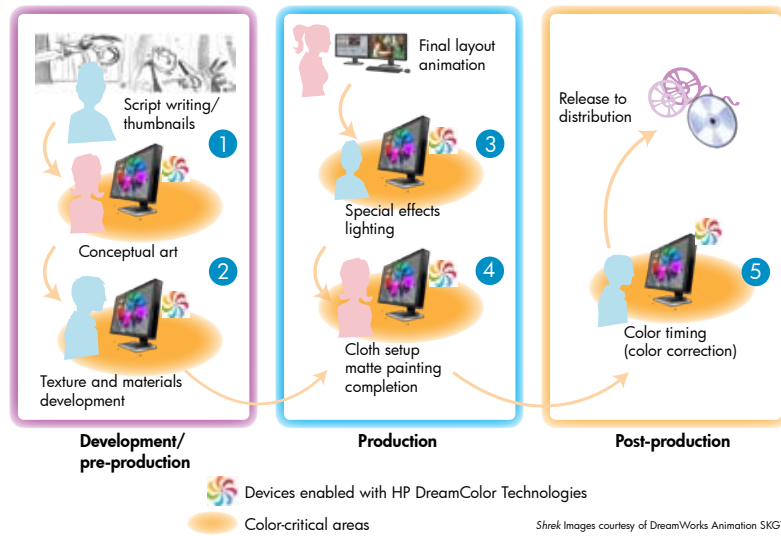 Script writing/
thumbnails
1
Conceptual art
2
Texture and materials
development
Development/
pre-production
Final layout
animation
3
Special effects
lighting
4
Cloth setup
matte painting
completion
Production
Release to
distribution
5
Color timing
(color correction)
Post-production
Devices enabled with HP DreamColor Technologies
Color-critical areas
Shrek Images courtesy of DreamWorks Animation SKG